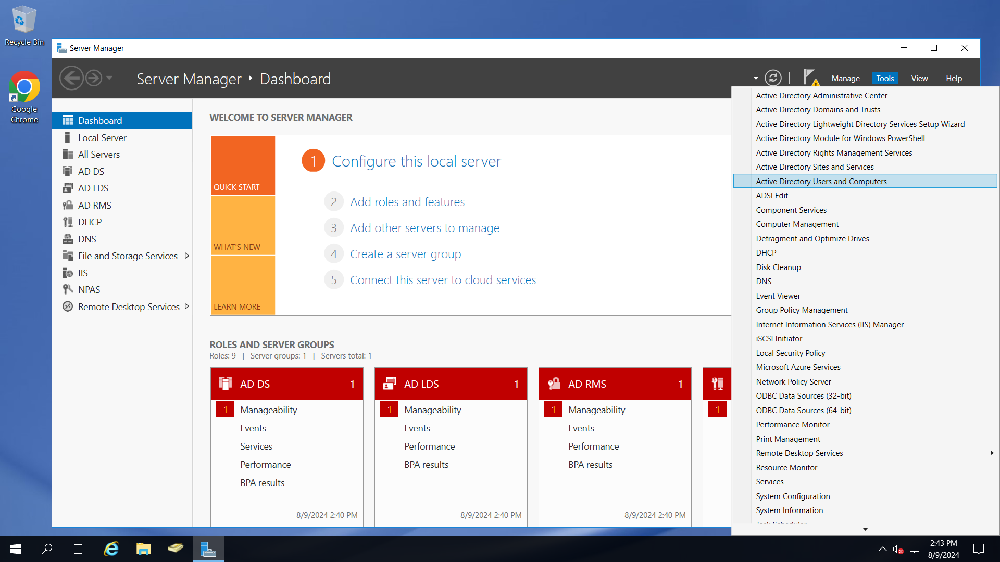 Recycle Bin
Google
Chrome
Server Manager
Server Manager ‣ Dashboard
Manage
Tools
View
Help
Dashboard
Local Server
All Servers
AD DS
AD LDS
AD RMS
DHCP
DNS
File and Storage Services
IIS
NPAS
Remote Desktop Services
WELCOME TO SERVER MANAGER
QUICK START
WHAT'S NEW
LEARN MORE
1 Configure this local server
2 Add roles and features
3 Add other servers to manage
4 Create a server group
5 Connect this server to cloud services
ROLES AND SERVER GROUPS
Roles: 9 | Server groups: 1 | Servers total: 1
AD DS 1
1 Manageability
Events
Services
Performance
BPA results
8/9/2024 2:40 PM
AD LDS 1
1 Manageability
Events
Performance
BPA results
8/9/2024 2:40 PM
AD RMS 1
1 Manageability
Events
Performance
BPA results
8/9/2024 2:40 PM
1
Active Directory Administrative Center
Active Directory Domains and Trusts
Active Directory Lightweight Directory Services Setup Wizard
Active Directory Module for Windows PowerShell
Active Directory Rights Management Services
Active Directory Sites and Services
Active Directory Users and Computers
ADSI Edit
Component Services
Computer Management
Defragment and Optimize Drives
DHCP
Disk Cleanup
DNS
Event Viewer
Group Policy Management
Internet Information Services (IIS) Manager
iSCSI Initiator
Local Security Policy
Microsoft Azure Services
Network Policy Server
ODBC Data Sources (32-bit)
ODBC Data Sources (64-bit)
Performance Monitor
Print Management
Remote Desktop Services
Resource Monitor
Services
System Configuration
System Information
2:43 PM
8/9/2024